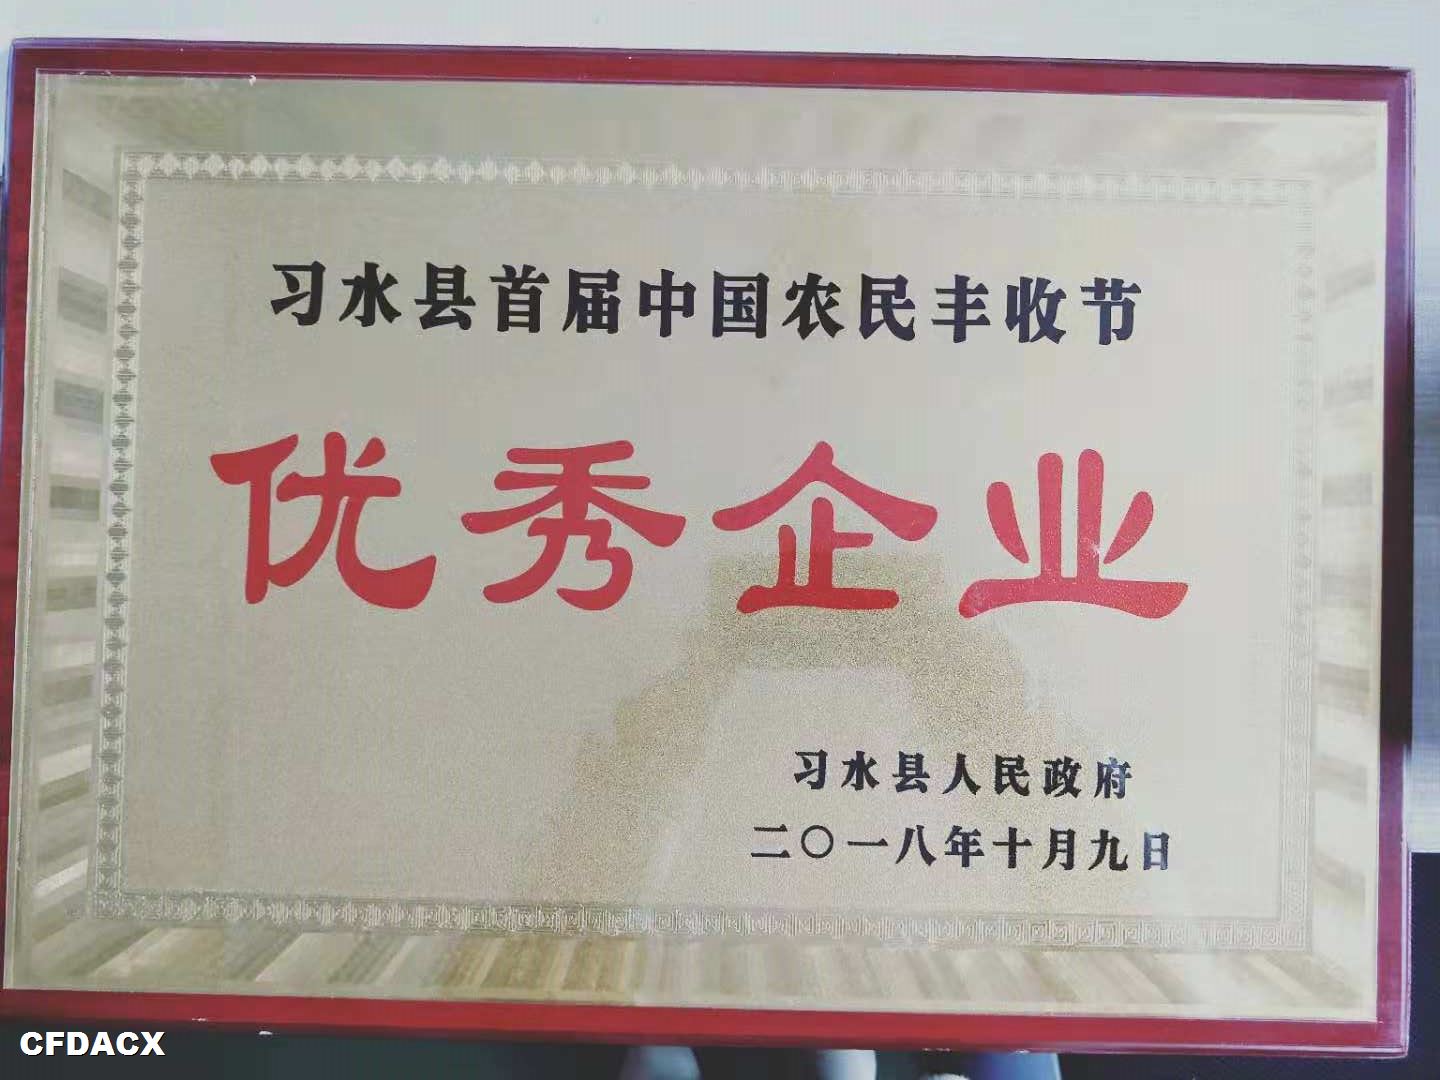 习水县首届中国农民丰收节
优秀企业
习水县人民政府
二〇一八年十月九日
CFDACX